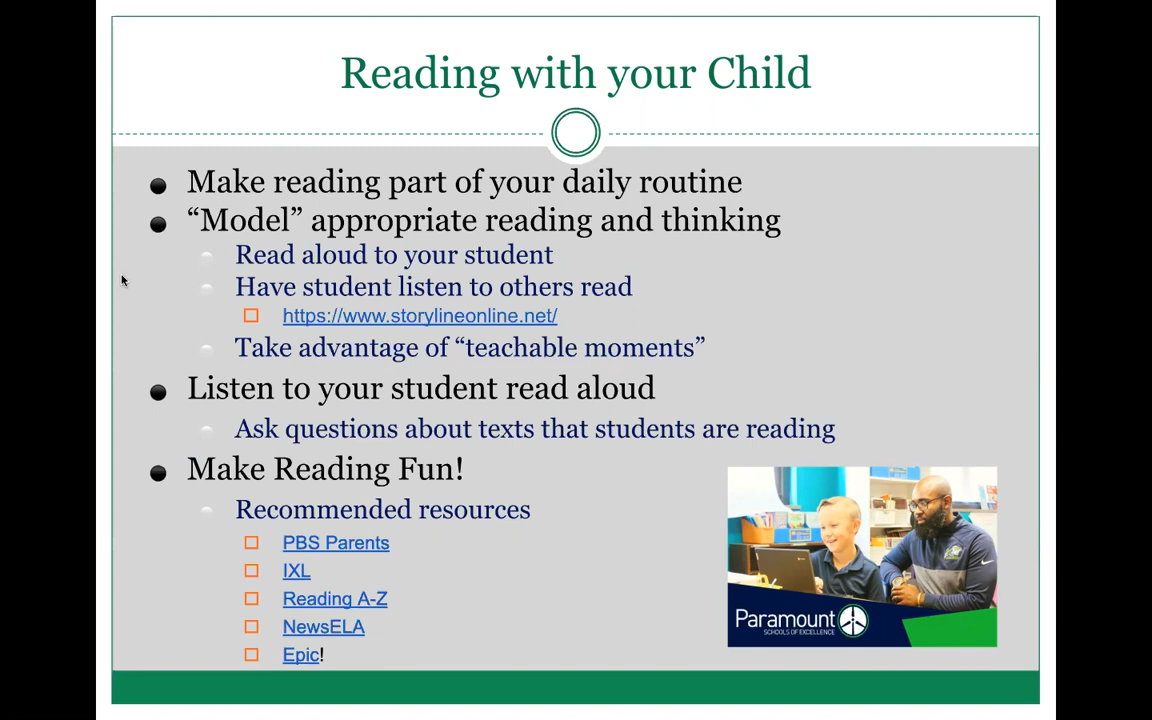 Reading with your Child
Make reading part of your daily routine
“Model” appropriate reading and thinking
Read aloud to your student
Have student listen to others read
https://www.storylineonline.net/
Take advantage of “teachable moments”
Listen to your student read aloud
Ask questions about texts that students are reading
Make Reading Fun!
Recommended resources
PBS Parents
IXL
Reading A-Z
NewsELA
Epic!
Paramount
SCHOOLS OF EXCELLENCE